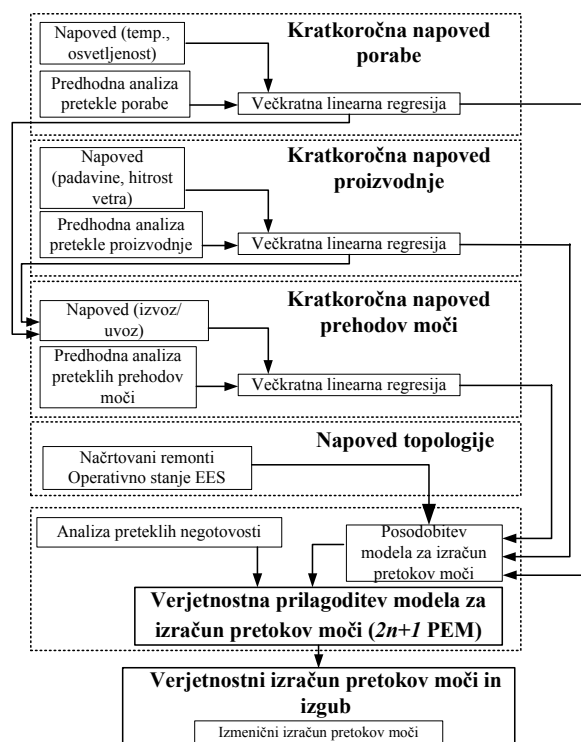 Kratkoročna napoved
porabe
Napoved (temp.,
osvetljenost)
Predhodna analiza
pretekle porabe
Večkratna linearna regresija
Kratkoročna napoved
proizvodnje
Napoved
(padavine, hitrost
vetra)
Predhodna analiza
pretekle proizvodnje
Večkratna linearna regresija
Kratkoročna napoved
prehodov moči
Napoved (izvoz/
uvoz)
Predhodna analiza
preteklih prehodov
moči
Večkratna linearna regresija
Napoved topologije
Načrtovani remonti
Operativno stanje EES
Analiza preteklih negotovosti
Posodobitev
modela za izračun
pretokov moči
Verjetnostna prilagoditev modela za
izračun pretokov moči (2n+1 PEM)
Verjetnostni izračun pretokov moči in
izgub
Izmenični izračun pretokov moči